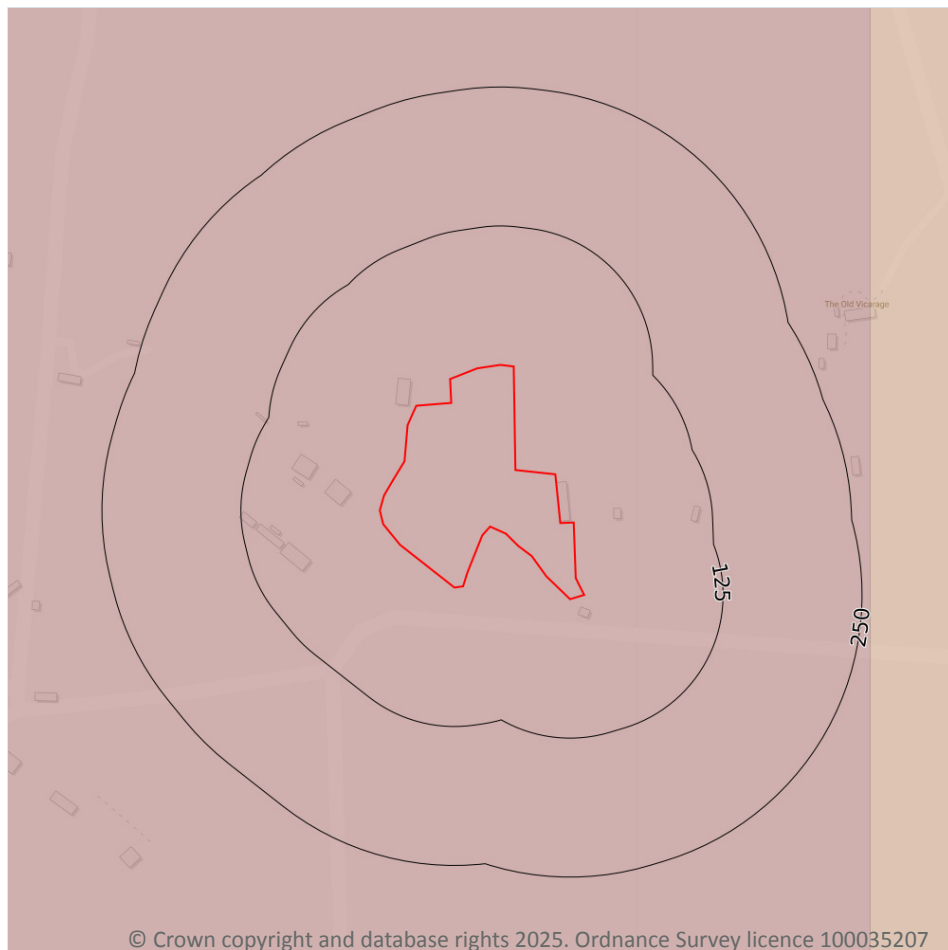 The Old Vicarage
125
250
© Crown copyright and database rights 2025. Ordnance Survey licence 100035207